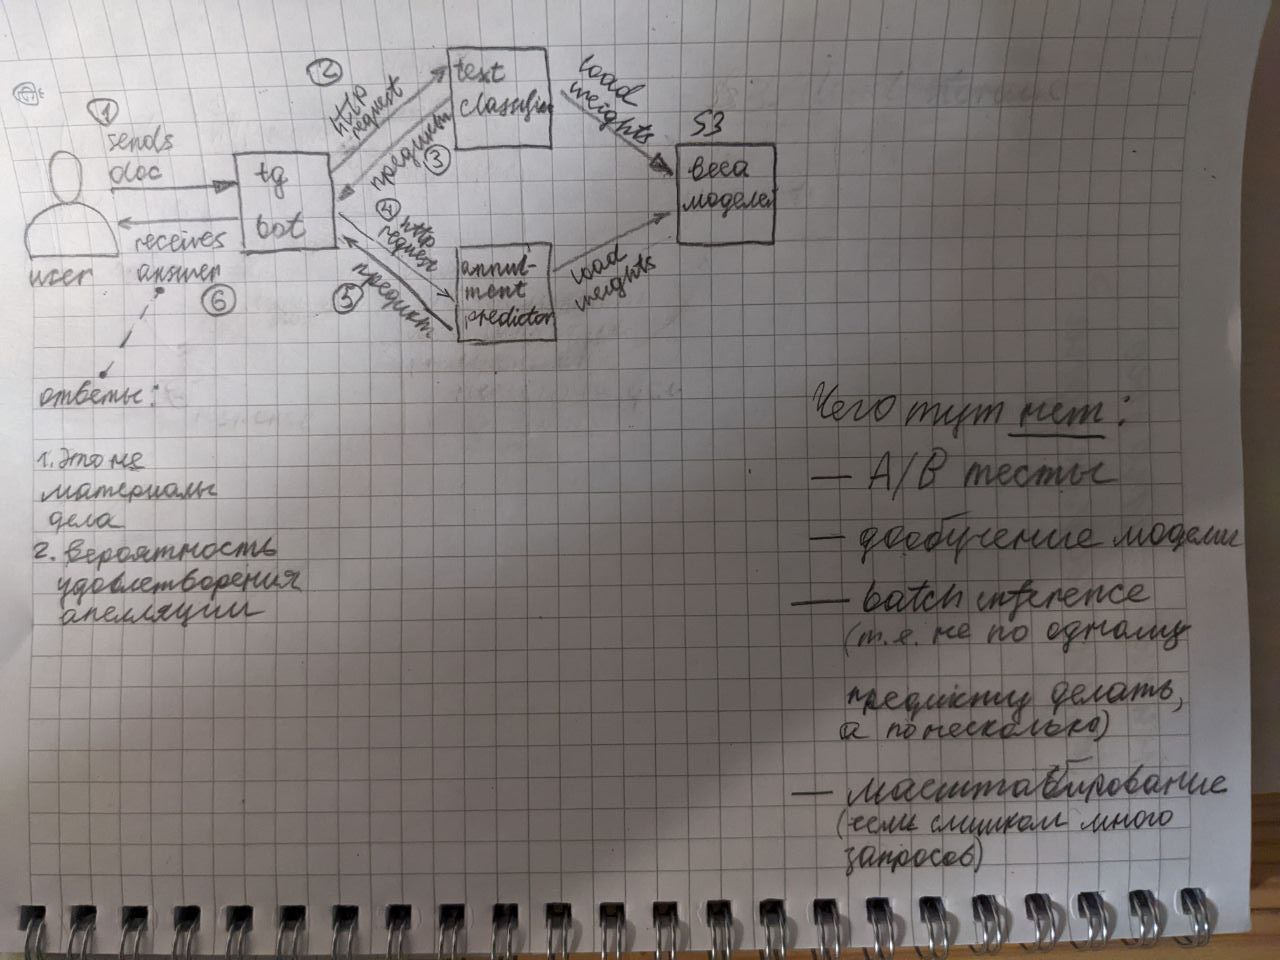 1
sends
doc
user
receives
answer
6
tg
bot
2
http
request
предикт
3
text
classifier
4
http
request
5
предикт
annul-
ment
predictor
load
weights
load
weights
S3
веса
моделей
ответы:
1. Это не
материалы
дела
2. Вероятность
удовлетворения
апелляции
Чего тут нет:
— A/B тесты
— дообучение модели
— batch inference
(т.е. не по одному
предикту делать,
а по несколько)
— масштабирование
(если слишком много
запросов)